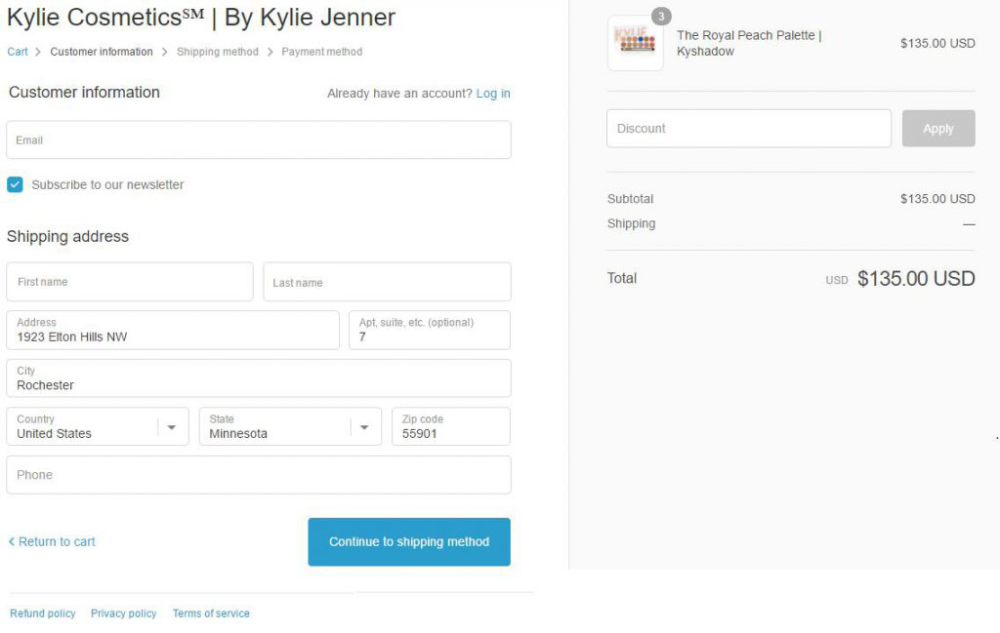 Kylie Cosmetics℠ | By Kylie Jenner
Cart > Customer information > Shipping method > Payment method
Customer information
Already have an account? Log in
Email
Subscribe to our newsletter
Shipping address
First name
Last name
Address
1923 Elton Hills NW
Apt, suite, etc. (optional)
7
City
Rochester
Country
United States
State
Minnesota
Zip code
55901
Phone
< Return to cart
Continue to shipping method
Refund policy Privacy policy Terms of service
3
KYLIE
The Royal Peach Palette |
Kyshadow
$135.00 USD
Discount
Apply
Subtotal $135.00 USD
Shipping —
Total USD $135.00 USD